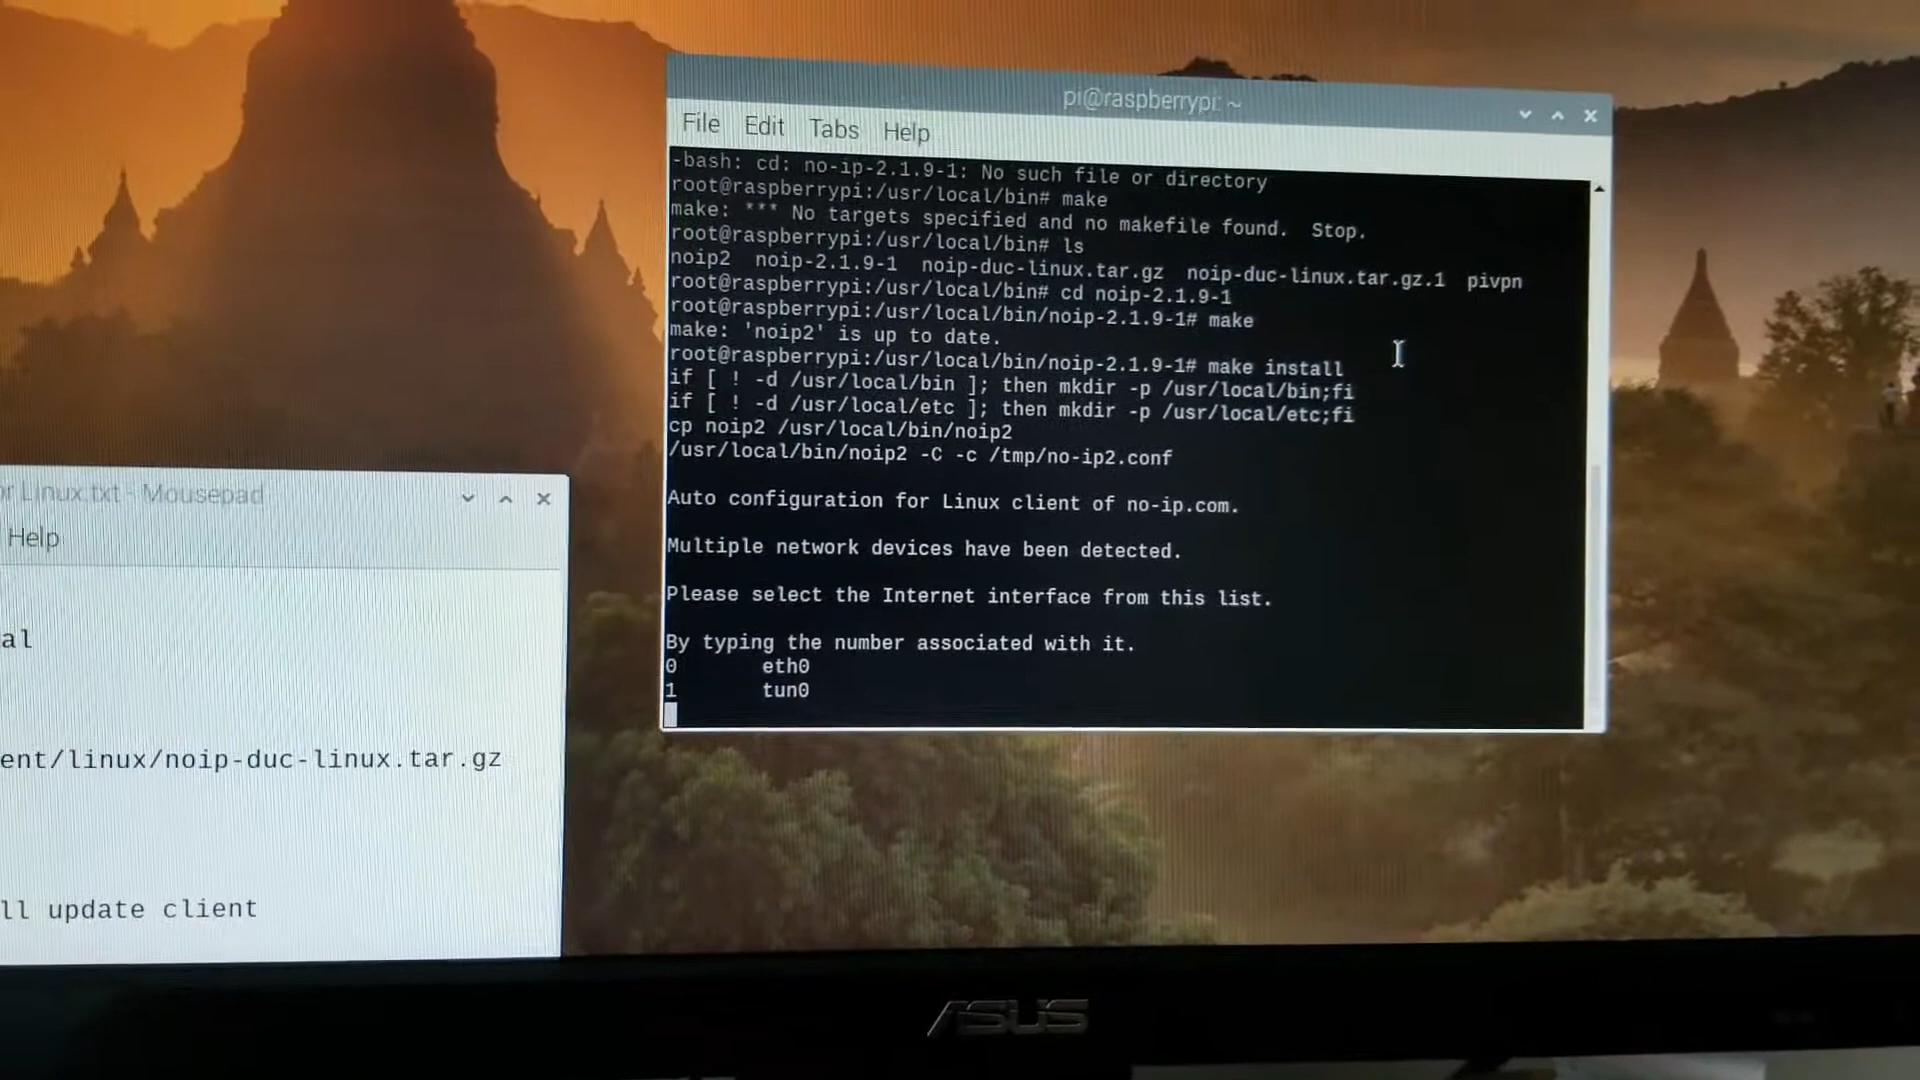 pi@raspberrypi: ~
File Edit Tabs Help
-bash: cd: no-ip-2.1.9-1: No such file or directory
root@raspberrypi:/usr/local/bin# make
make: *** No targets specified and no makefile found.  Stop.
root@raspberrypi:/usr/local/bin# ls
noip2  noip-2.1.9-1  noip-duc-linux.tar.gz  noip-duc-linux.tar.gz.1  pivpn
root@raspberrypi:/usr/local/bin# cd noip-2.1.9-1
root@raspberrypi:/usr/local/bin/noip-2.1.9-1# make
make: 'noip2' is up to date.
root@raspberrypi:/usr/local/bin/noip-2.1.9-1# make install
if [ ! -d /usr/local/bin ]; then mkdir -p /usr/local/bin;fi
if [ ! -d /usr/local/etc ]; then mkdir -p /usr/local/etc;fi
cp noip2 /usr/local/bin/noip2
/usr/local/bin/noip2 -C -c /tmp/no-ip2.conf
Auto configuration for Linux client of no-ip.com.
Multiple network devices have been detected.
Please select the Internet interface from this list.
By typing the number associated with it.
0 eth0
1 tun0
or Linux.txt - Mousepad
Help
al
ent/linux/noip-duc-linux.tar.gz
ll update client
ASUS